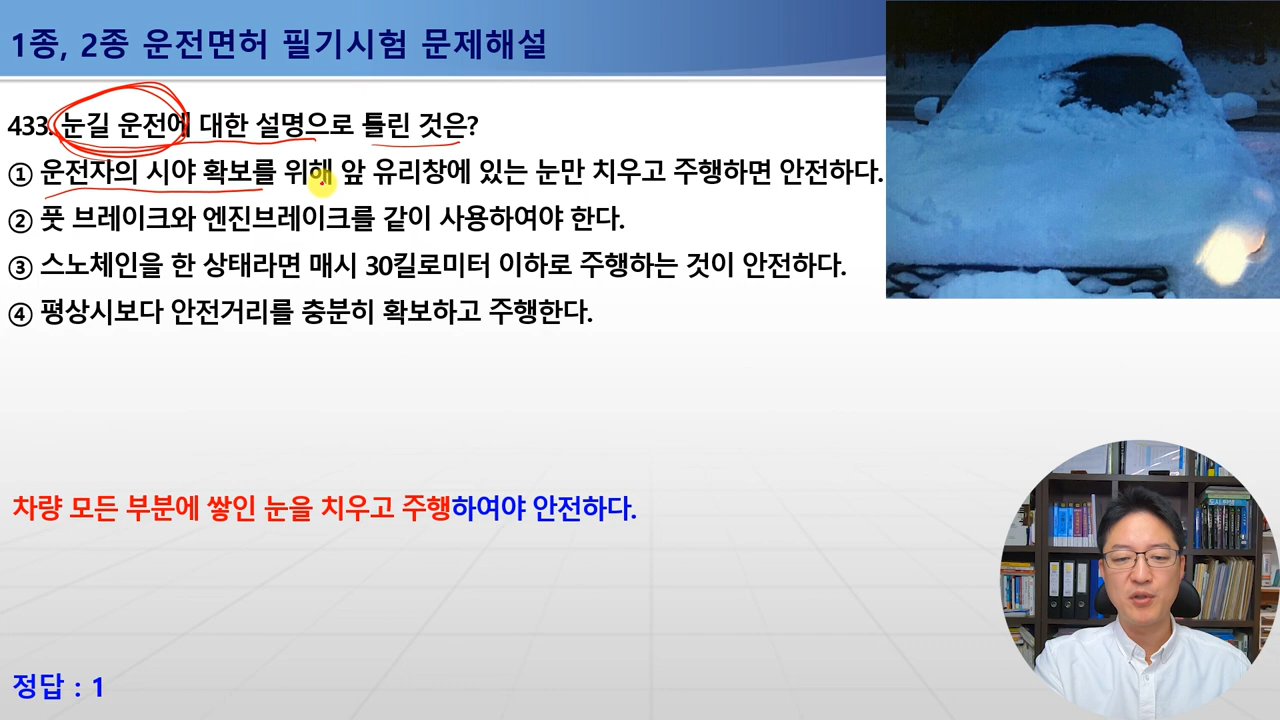 1종, 2종 운전면허 필기시험 문제해설
433. 눈길 운전에 대한 설명으로 틀린 것은?
① 운전자의 시야 확보를 위해 앞 유리창에 있는 눈만 치우고 주행하면 안전하다.
② 풋 브레이크와 엔진브레이크를 같이 사용하여야 한다.
③ 스노체인을 한 상태라면 매시 30킬로미터 이하로 주행하는 것이 안전하다.
④ 평상시보다 안전거리를 충분히 확보하고 주행한다.
차량 모든 부분에 쌓인 눈을 치우고 주행하여야 안전하다.
정답 : 1